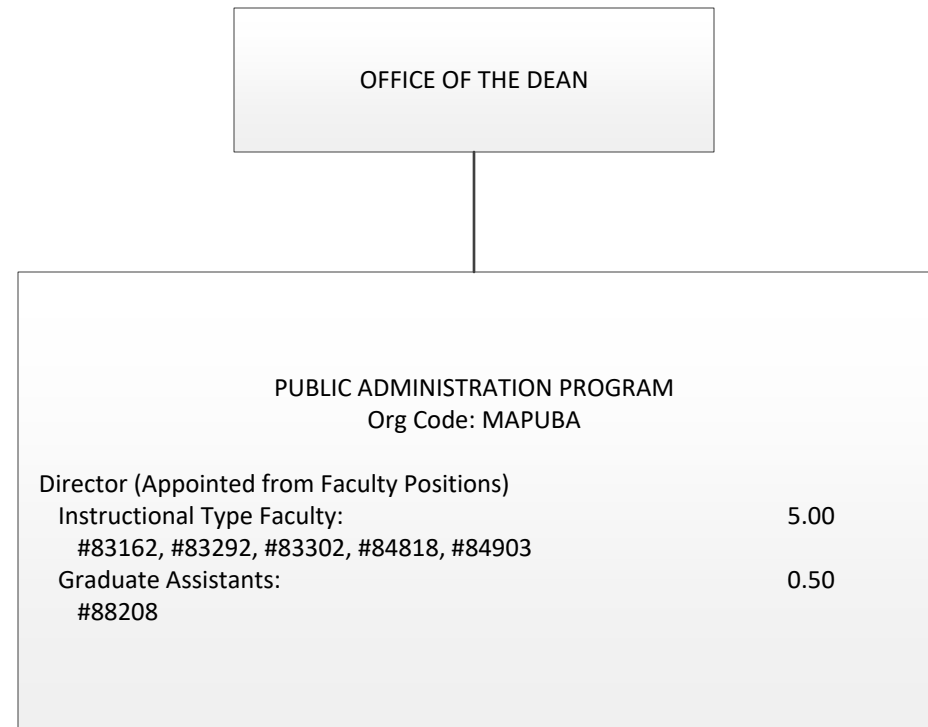 OFFICE OF THE DEAN
PUBLIC ADMINISTRATION PROGRAM
Org Code: MAPUBA
Director (Appointed from Faculty Positions)
Instructional Type Faculty: 5.00
#83162, #83292, #83302, #84818, #84903
Graduate Assistants: 0.50
#88208